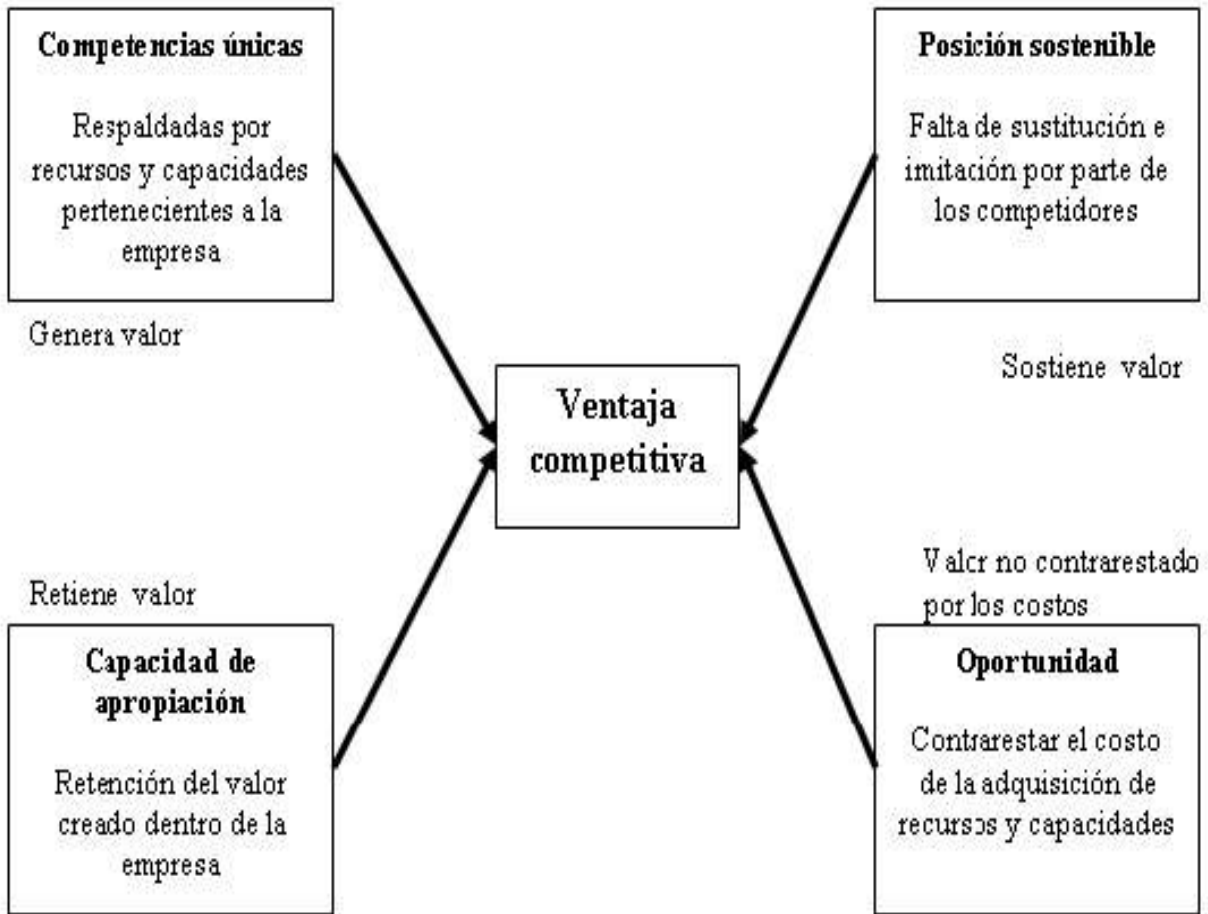 Competencias únicas
Respaldadas por
recursos y capacidades
pertenecientes a la
empresa
Genera valor
Posición sostenible
Falta de sustitución e
imitación por parte de
los competidores
Sostiene valor
Ventaja
competitiva
Retiene valor
Capacidad de
apropiación
Retención del valor
creado dentro de la
empresa
Valor no contrarestado
por los costos
Oportunidad
Contrarestar el costo
de la adquisición de
recursos y capacidades